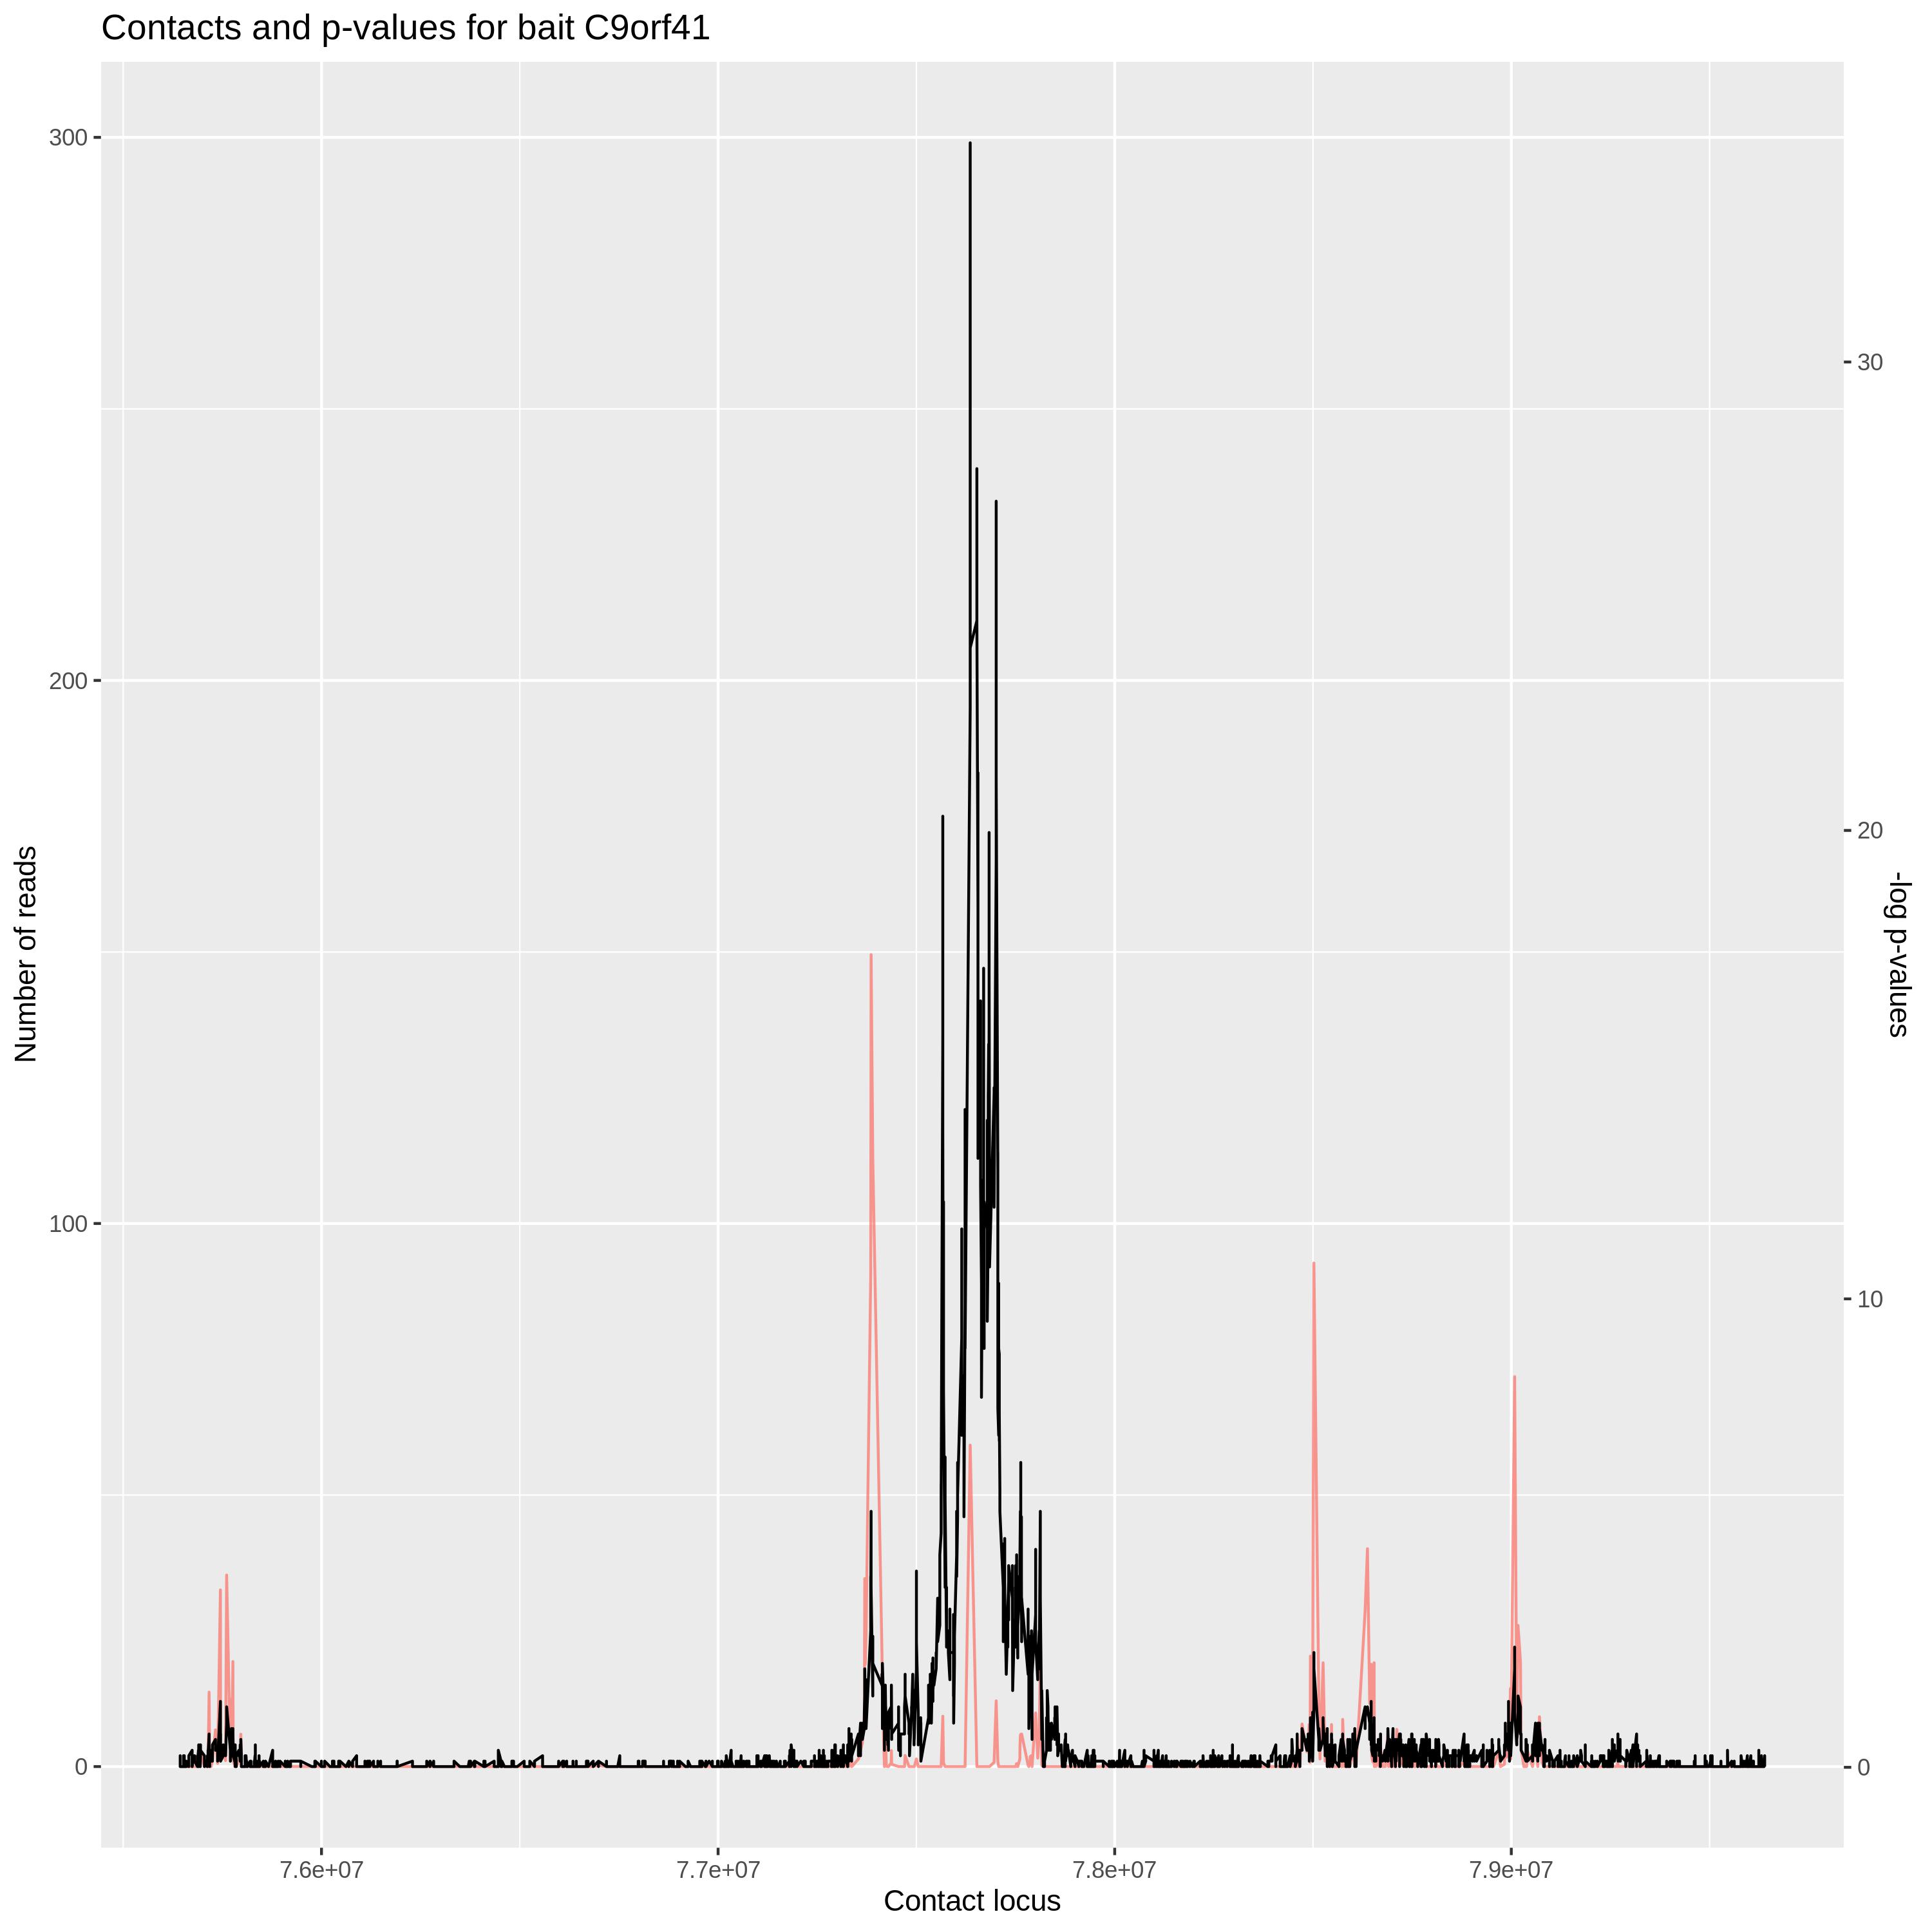 Contacts and p-values for bait C9orf41
300
200
100
0
Number of reads
30
20
10
0
-log p-values
7.6e+07
7.7e+07
7.8e+07
7.9e+07
Contact locus